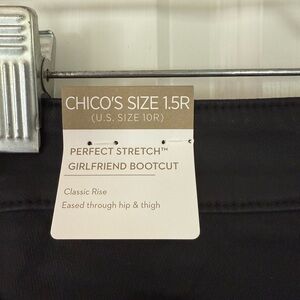 CHICO'S SIZE 1.5R
(U.S. SIZE 10R)
PERFECT STRETCH™
GIRLFRIEND BOOTCUT
Classic Rise
Eased through hip & thigh